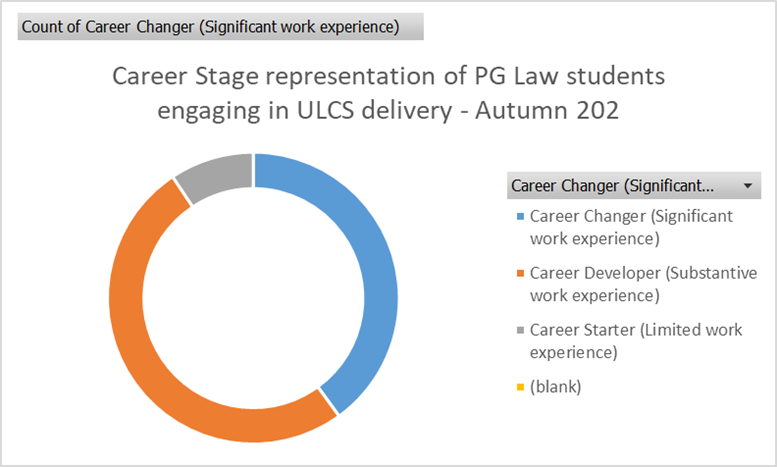 Count of Career Changer (Significant work experience)
Career Stage representation of PG Law students
engaging in ULCS delivery - Autumn 202
Career Changer (Significant...
Career Changer (Significant
work experience)
Career Developer (Substantive
work experience)
Career Starter (Limited work
experience)
(blank)